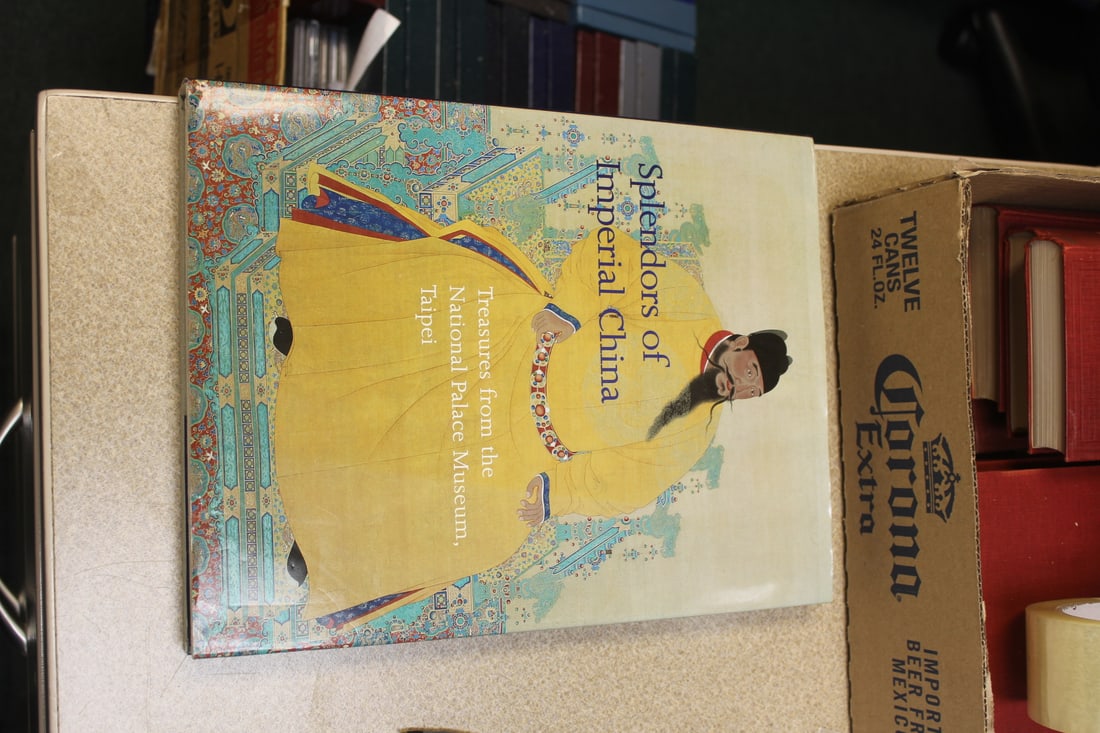 Splendors of
Imperial China
Treasures from the
National Palace Museum,
Taipei
TWELVE
CANS
24 FL.OZ.
Corona
Extra
IMPORT
BEER FR
MEXIC